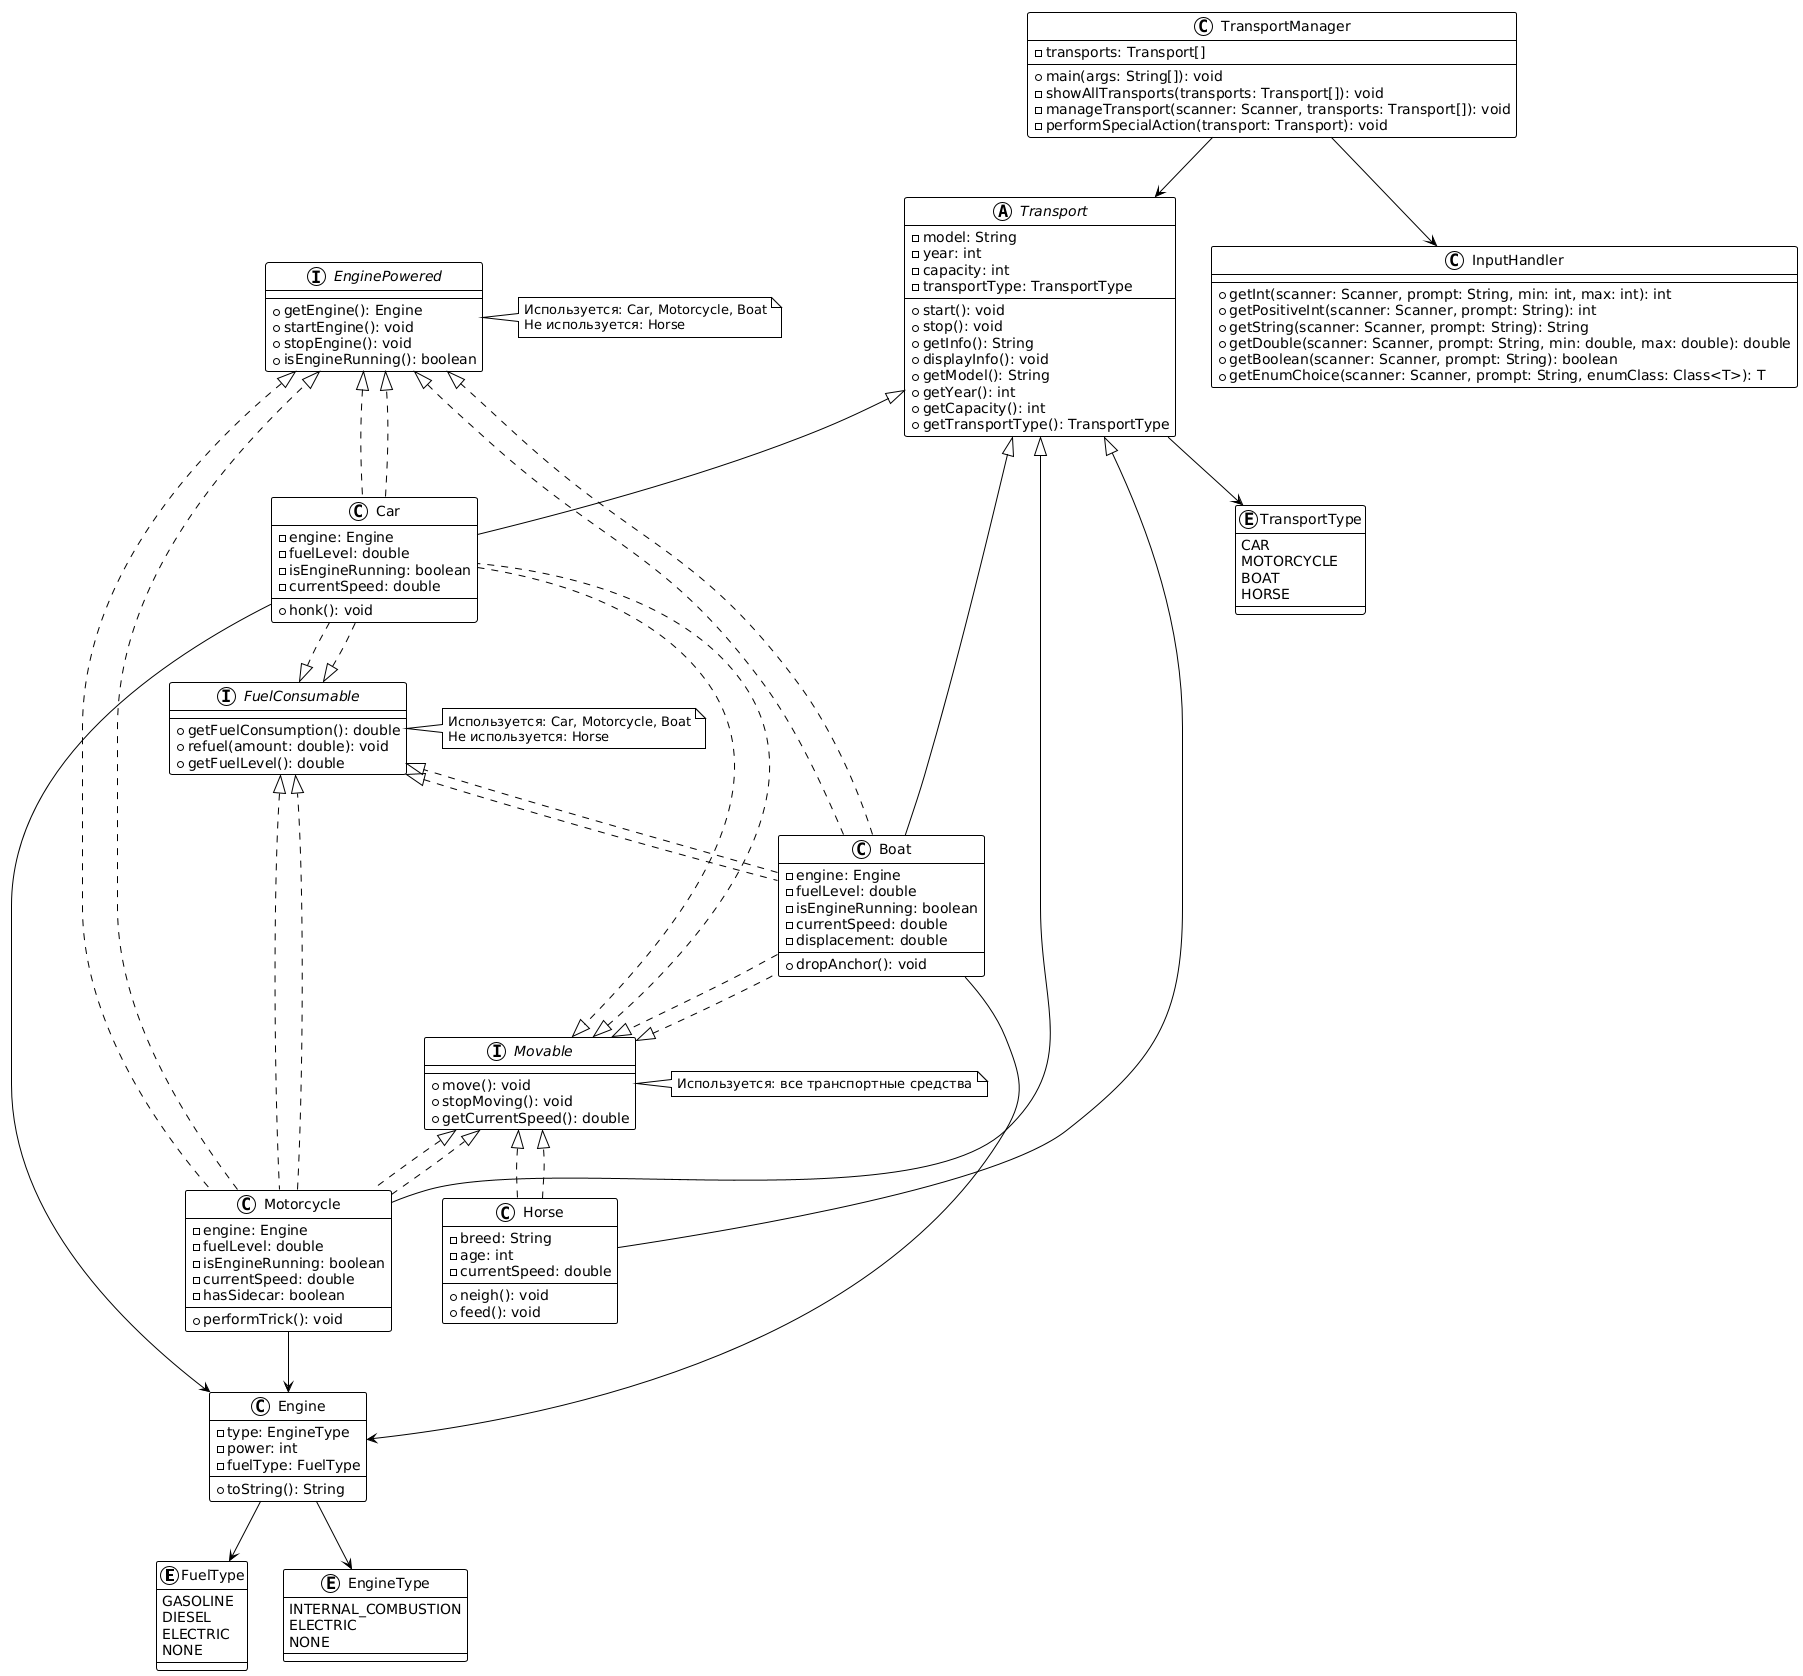 C TransportManager
transports: Transport[]
main(args: String[]): void
showAllTransports(transports: Transport[]): void
manageTransport(scanner: Scanner, transports: Transport[]): void
performSpecialAction(transport: Transport): void
A Transport
model: String
year: int
capacity: int
transportType: TransportType
start(): void
stop(): void
getInfo(): String
displayInfo(): void
getModel(): String
getYear(): int
getCapacity(): int
getTransportType(): TransportType
C InputHandler
getInt(scanner: Scanner, prompt: String, min: int, max: int): int
getPositiveInt(scanner: Scanner, prompt: String): int
getString(scanner: Scanner, prompt: String): String
getDouble(scanner: Scanner, prompt: String, min: double, max: double): double
getBoolean(scanner: Scanner, prompt: String): boolean
getEnumChoice(scanner: Scanner, prompt: String, enumClass: Class<T>): T
I EnginePowered
getEngine(): Engine
startEngine(): void
stopEngine(): void
isEngineRunning(): boolean
Используется: Car, Motorcycle, Boat
Не используется: Horse
C Car
engine: Engine
fuelLevel: double
isEngineRunning: boolean
currentSpeed: double
honk(): void
E TransportType
CAR
MOTORCYCLE
BOAT
HORSE
I FuelConsumable
getFuelConsumption(): double
refuel(amount: double): void
getFuelLevel(): double
Используется: Car, Motorcycle, Boat
Не используется: Horse
C Boat
engine: Engine
fuelLevel: double
isEngineRunning: boolean
currentSpeed: double
displacement: double
dropAnchor(): void
I Movable
move(): void
stopMoving(): void
getCurrentSpeed(): double
Используется: все транспортные средства
C Motorcycle
engine: Engine
fuelLevel: double
isEngineRunning: boolean
currentSpeed: double
hasSidecar: boolean
performTrick(): void
C Horse
breed: String
age: int
currentSpeed: double
neigh(): void
feed(): void
C Engine
type: EngineType
power: int
fuelType: FuelType
toString(): String
E FuelType
GASOLINE
DIESEL
ELECTRIC
NONE
E EngineType
INTERNAL_COMBUSTION
ELECTRIC
NONE